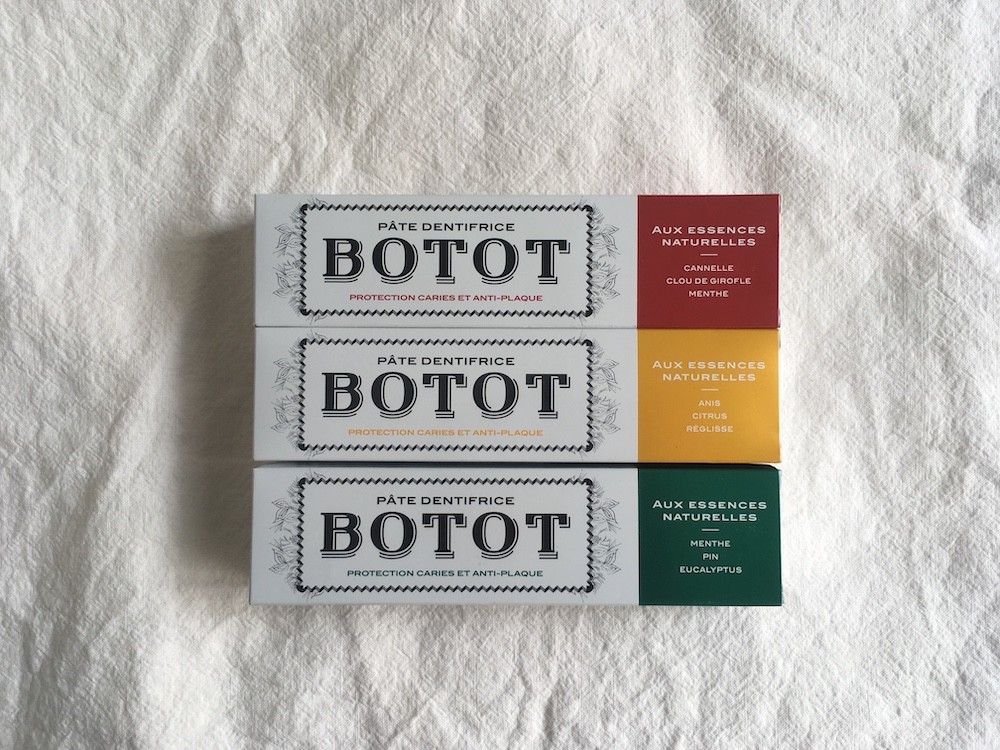 PÂTE DENTIFRICE
BOTOT
PROTECTION CARIES ET ANTI-PLAQUE
AUX ESSENCES
NATURELLES
CANNELLE
CLOU DE GIROFLE
MENTHE
PÂTE DENTIFRICE
BOTOT
PROTECTION CARIES ET ANTI-PLAQUE
AUX ESSENCES
NATURELLES
ANIS
CITRUS
RÉGLISSE
PÂTE DENTIFRICE
BOTOT
PROTECTION CARIES ET ANTI-PLAQUE
AUX ESSENCES
NATURELLES
MENTHE
PIN
EUCALYPTUS